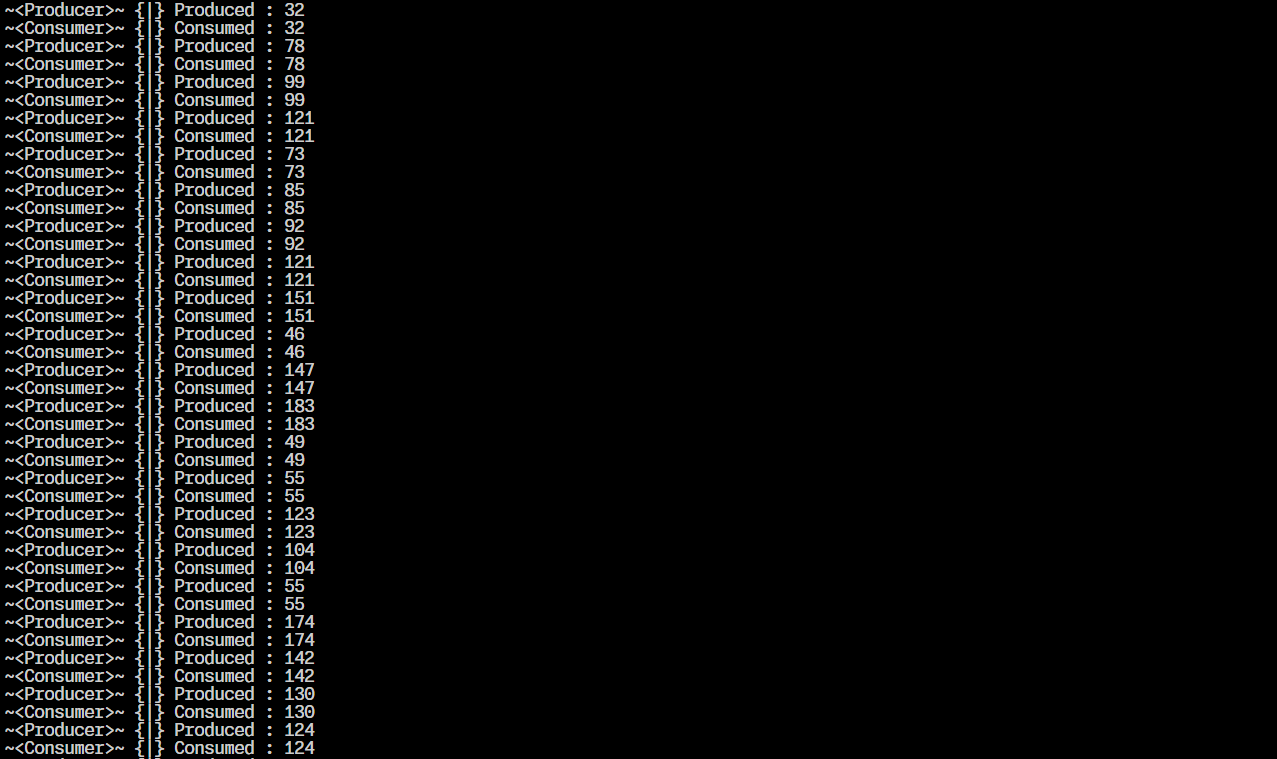 ~<Producer>~ {|} Produced : 32
~<Consumer>~ {|} Consumed : 32
~<Producer>~ {|} Produced : 78
~<Consumer>~ {|} Consumed : 78
~<Producer>~ {|} Produced : 99
~<Consumer>~ {|} Consumed : 99
~<Producer>~ {|} Produced : 121
~<Consumer>~ {|} Consumed : 121
~<Producer>~ {|} Produced : 73
~<Consumer>~ {|} Consumed : 73
~<Producer>~ {|} Produced : 85
~<Consumer>~ {|} Consumed : 85
~<Producer>~ {|} Produced : 92
~<Consumer>~ {|} Consumed : 92
~<Producer>~ {|} Produced : 121
~<Consumer>~ {|} Consumed : 121
~<Producer>~ {|} Produced : 151
~<Consumer>~ {|} Consumed : 151
~<Producer>~ {|} Produced : 46
~<Consumer>~ {|} Consumed : 46
~<Producer>~ {|} Produced : 147
~<Consumer>~ {|} Consumed : 147
~<Producer>~ {|} Produced : 183
~<Consumer>~ {|} Consumed : 183
~<Producer>~ {|} Produced : 49
~<Consumer>~ {|} Consumed : 49
~<Producer>~ {|} Produced : 55
~<Consumer>~ {|} Consumed : 55
~<Producer>~ {|} Produced : 123
~<Consumer>~ {|} Consumed : 123
~<Producer>~ {|} Produced : 104
~<Consumer>~ {|} Consumed : 104
~<Producer>~ {|} Produced : 55
~<Consumer>~ {|} Consumed : 55
~<Producer>~ {|} Produced : 174
~<Consumer>~ {|} Consumed : 174
~<Producer>~ {|} Produced : 142
~<Consumer>~ {|} Consumed : 142
~<Producer>~ {|} Produced : 130
~<Consumer>~ {|} Consumed : 130
~<Producer>~ {|} Produced : 124
~<Consumer>~ {|} Consumed : 124